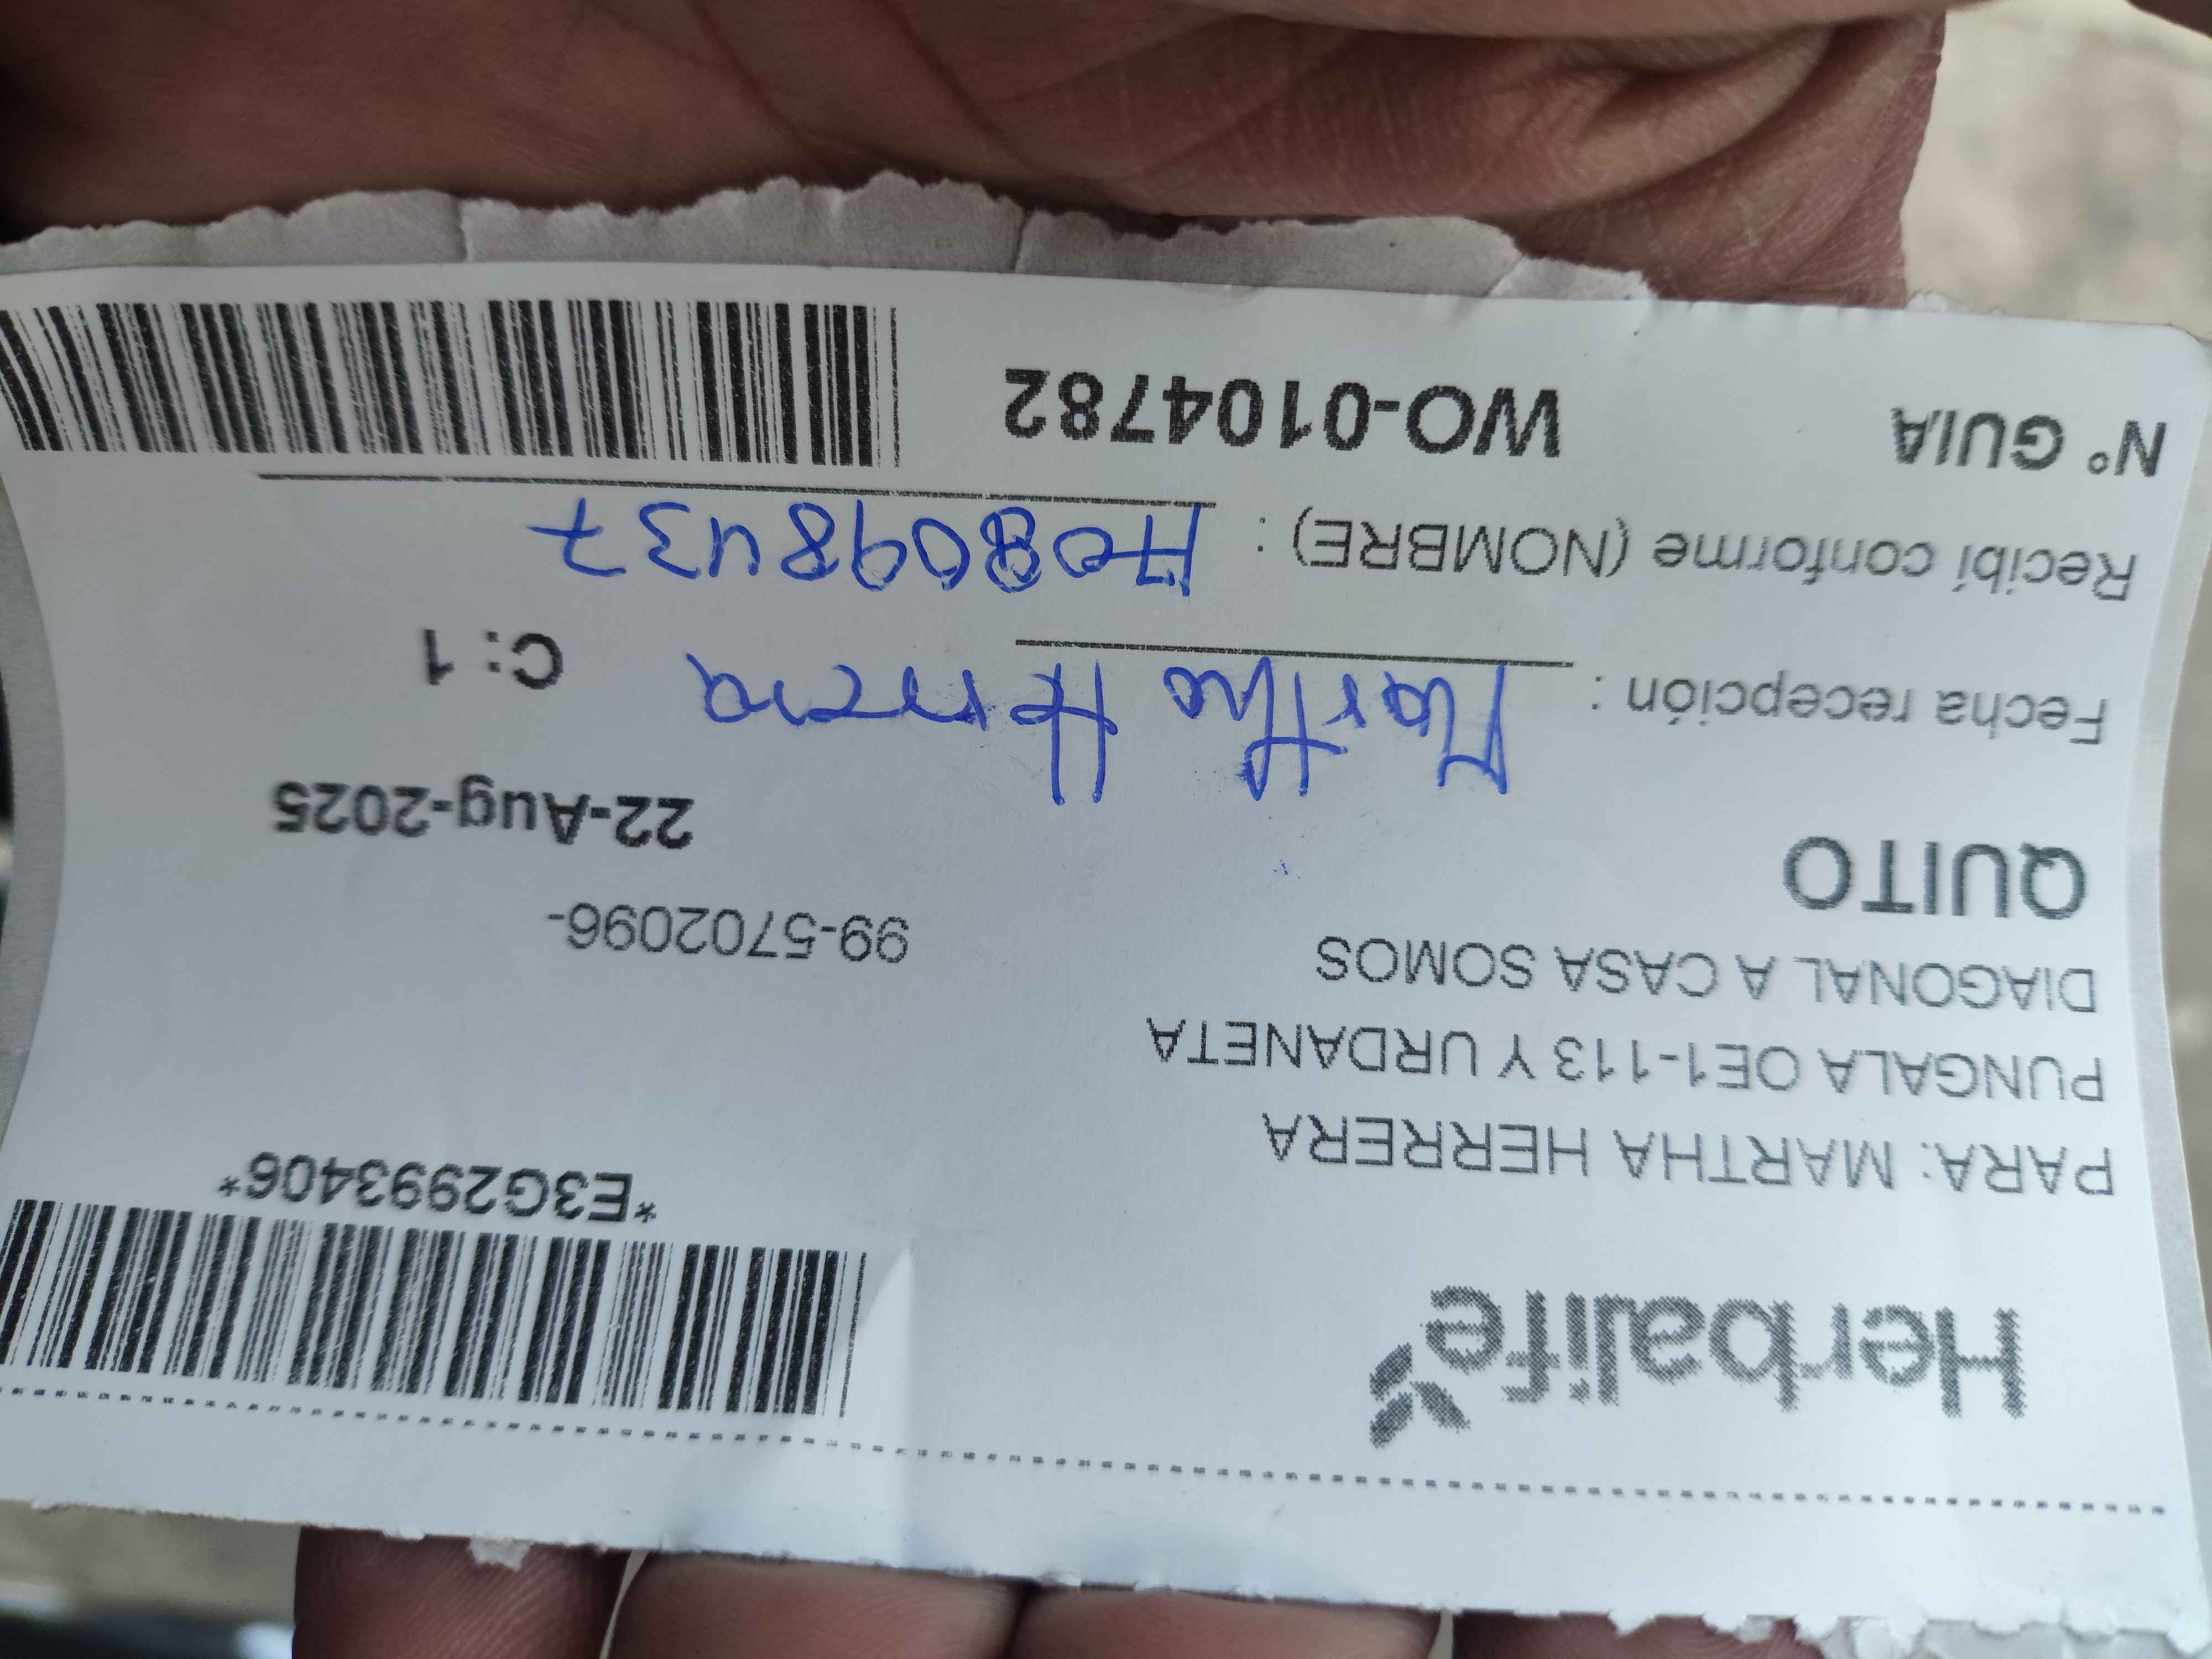 Herbalife
*E3G2993406*
PARA: MARTHA HERRERA
PUNGALA OE1-113 Y URDANETA
DIAGONAL A CASA SOMOS
99-5702096-
QUITO
22-Aug-2025
Fecha recepción : Martha Herrera
C: 1
Recibí conforme (NOMBRE) :
N° GUIA WO-0104782